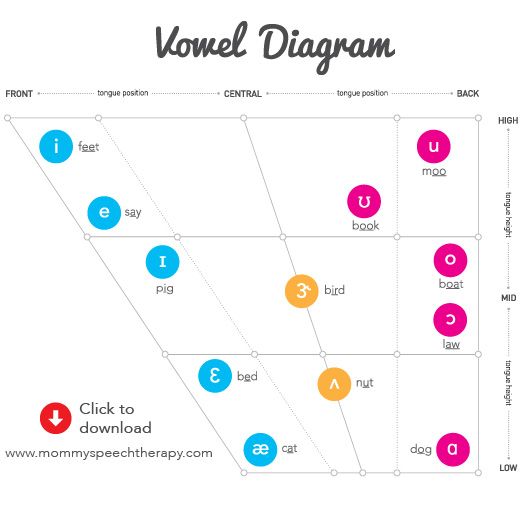 Vowel Diagram
FRONT tongue position CENTRAL tongue position BACK
HIGH
i feet
u
moo
tongue height
e say
ʊ
book
ɪ
pig
o
boat
ɝ bird
MID
ɔ
law
ɛ bed
ʌ nut
tongue height
Click to
download
www.mommyspeechtherapy.com
æ cat
dog ɑ
LOW